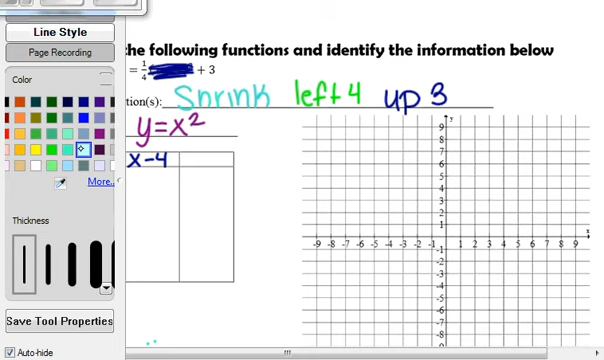 Line Style
Page Recording
Color
More...
Thickness
Save Tool Properties
Auto-hide
the following functions and identify the information below
= 1/4 + 3
tion(s): Shrink left 4 up 3
y = x²
x - 4
y
9
8
7
6
5
4
3
2
1
x
-9 -8 -7 -6 -5 -4 -3 -2 -1 1 2 3 4 5 6 7 8 9
-1
-2
-3
-4
-5
-6
-7
-8
-9